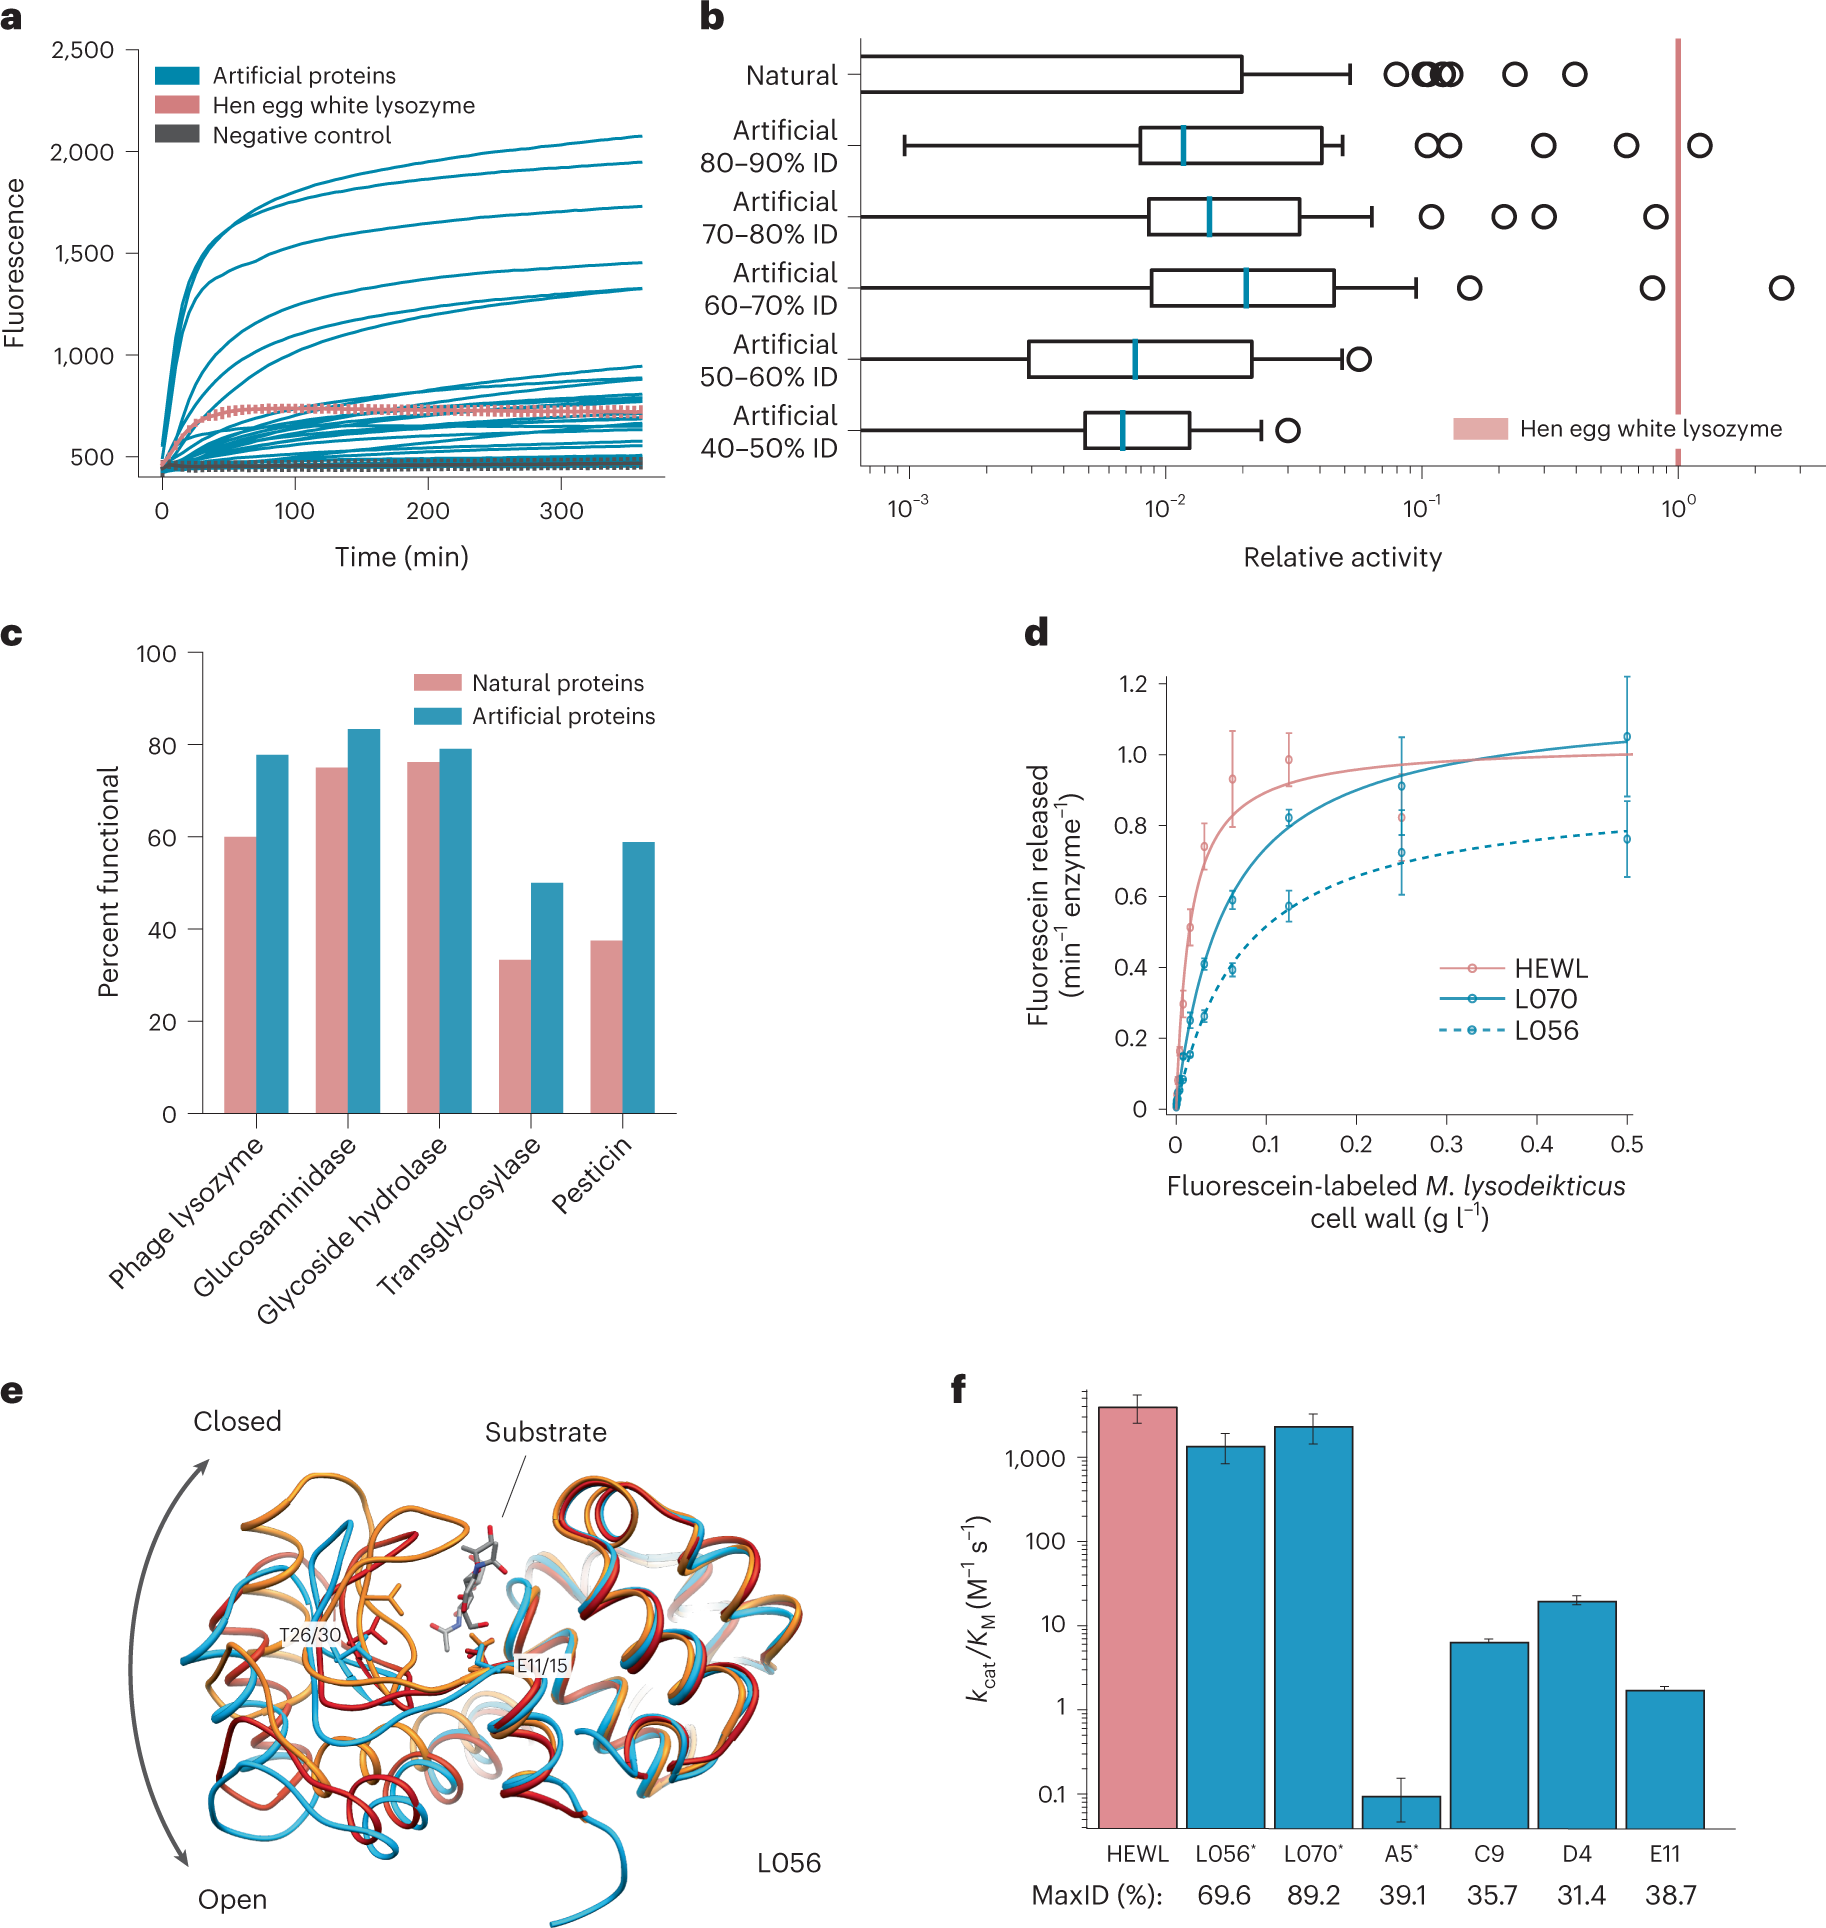 a
2,500
2,000
1,500
1,000
500
Fluorescence
Artificial proteins
Hen egg white lysozyme
Negative control
0 100 200 300
Time (min)
b
Natural
Artificial
80–90% ID
Artificial
70–80% ID
Artificial
60–70% ID
Artificial
50–60% ID
Artificial
40–50% ID
Hen egg white lysozyme
10⁻³ 10⁻² 10⁻¹ 10⁰
Relative activity
c
100
80
60
40
20
0
Percent functional
Natural proteins
Artificial proteins
Phage lysozyme
Glucosaminidase
Glycoside hydrolase
Transglycosylase
Pesticin
d
1.2
1.0
0.8
0.6
0.4
0.2
0
Fluorescein released
(min⁻¹ enzyme⁻¹)
HEWL
L070
L056
0 0.1 0.2 0.3 0.4 0.5
Fluorescein-labeled M. lysodeikticus
cell wall (g l⁻¹)
e
Closed
Substrate
T26/30
E11/15
L056
Open
f
1,000
100
10
1
0.1
kcat/KM (M⁻¹ s⁻¹)
HEWL L056* L070* A5* C9 D4 E11
MaxID (%): 69.6 89.2 39.1 35.7 31.4 38.7